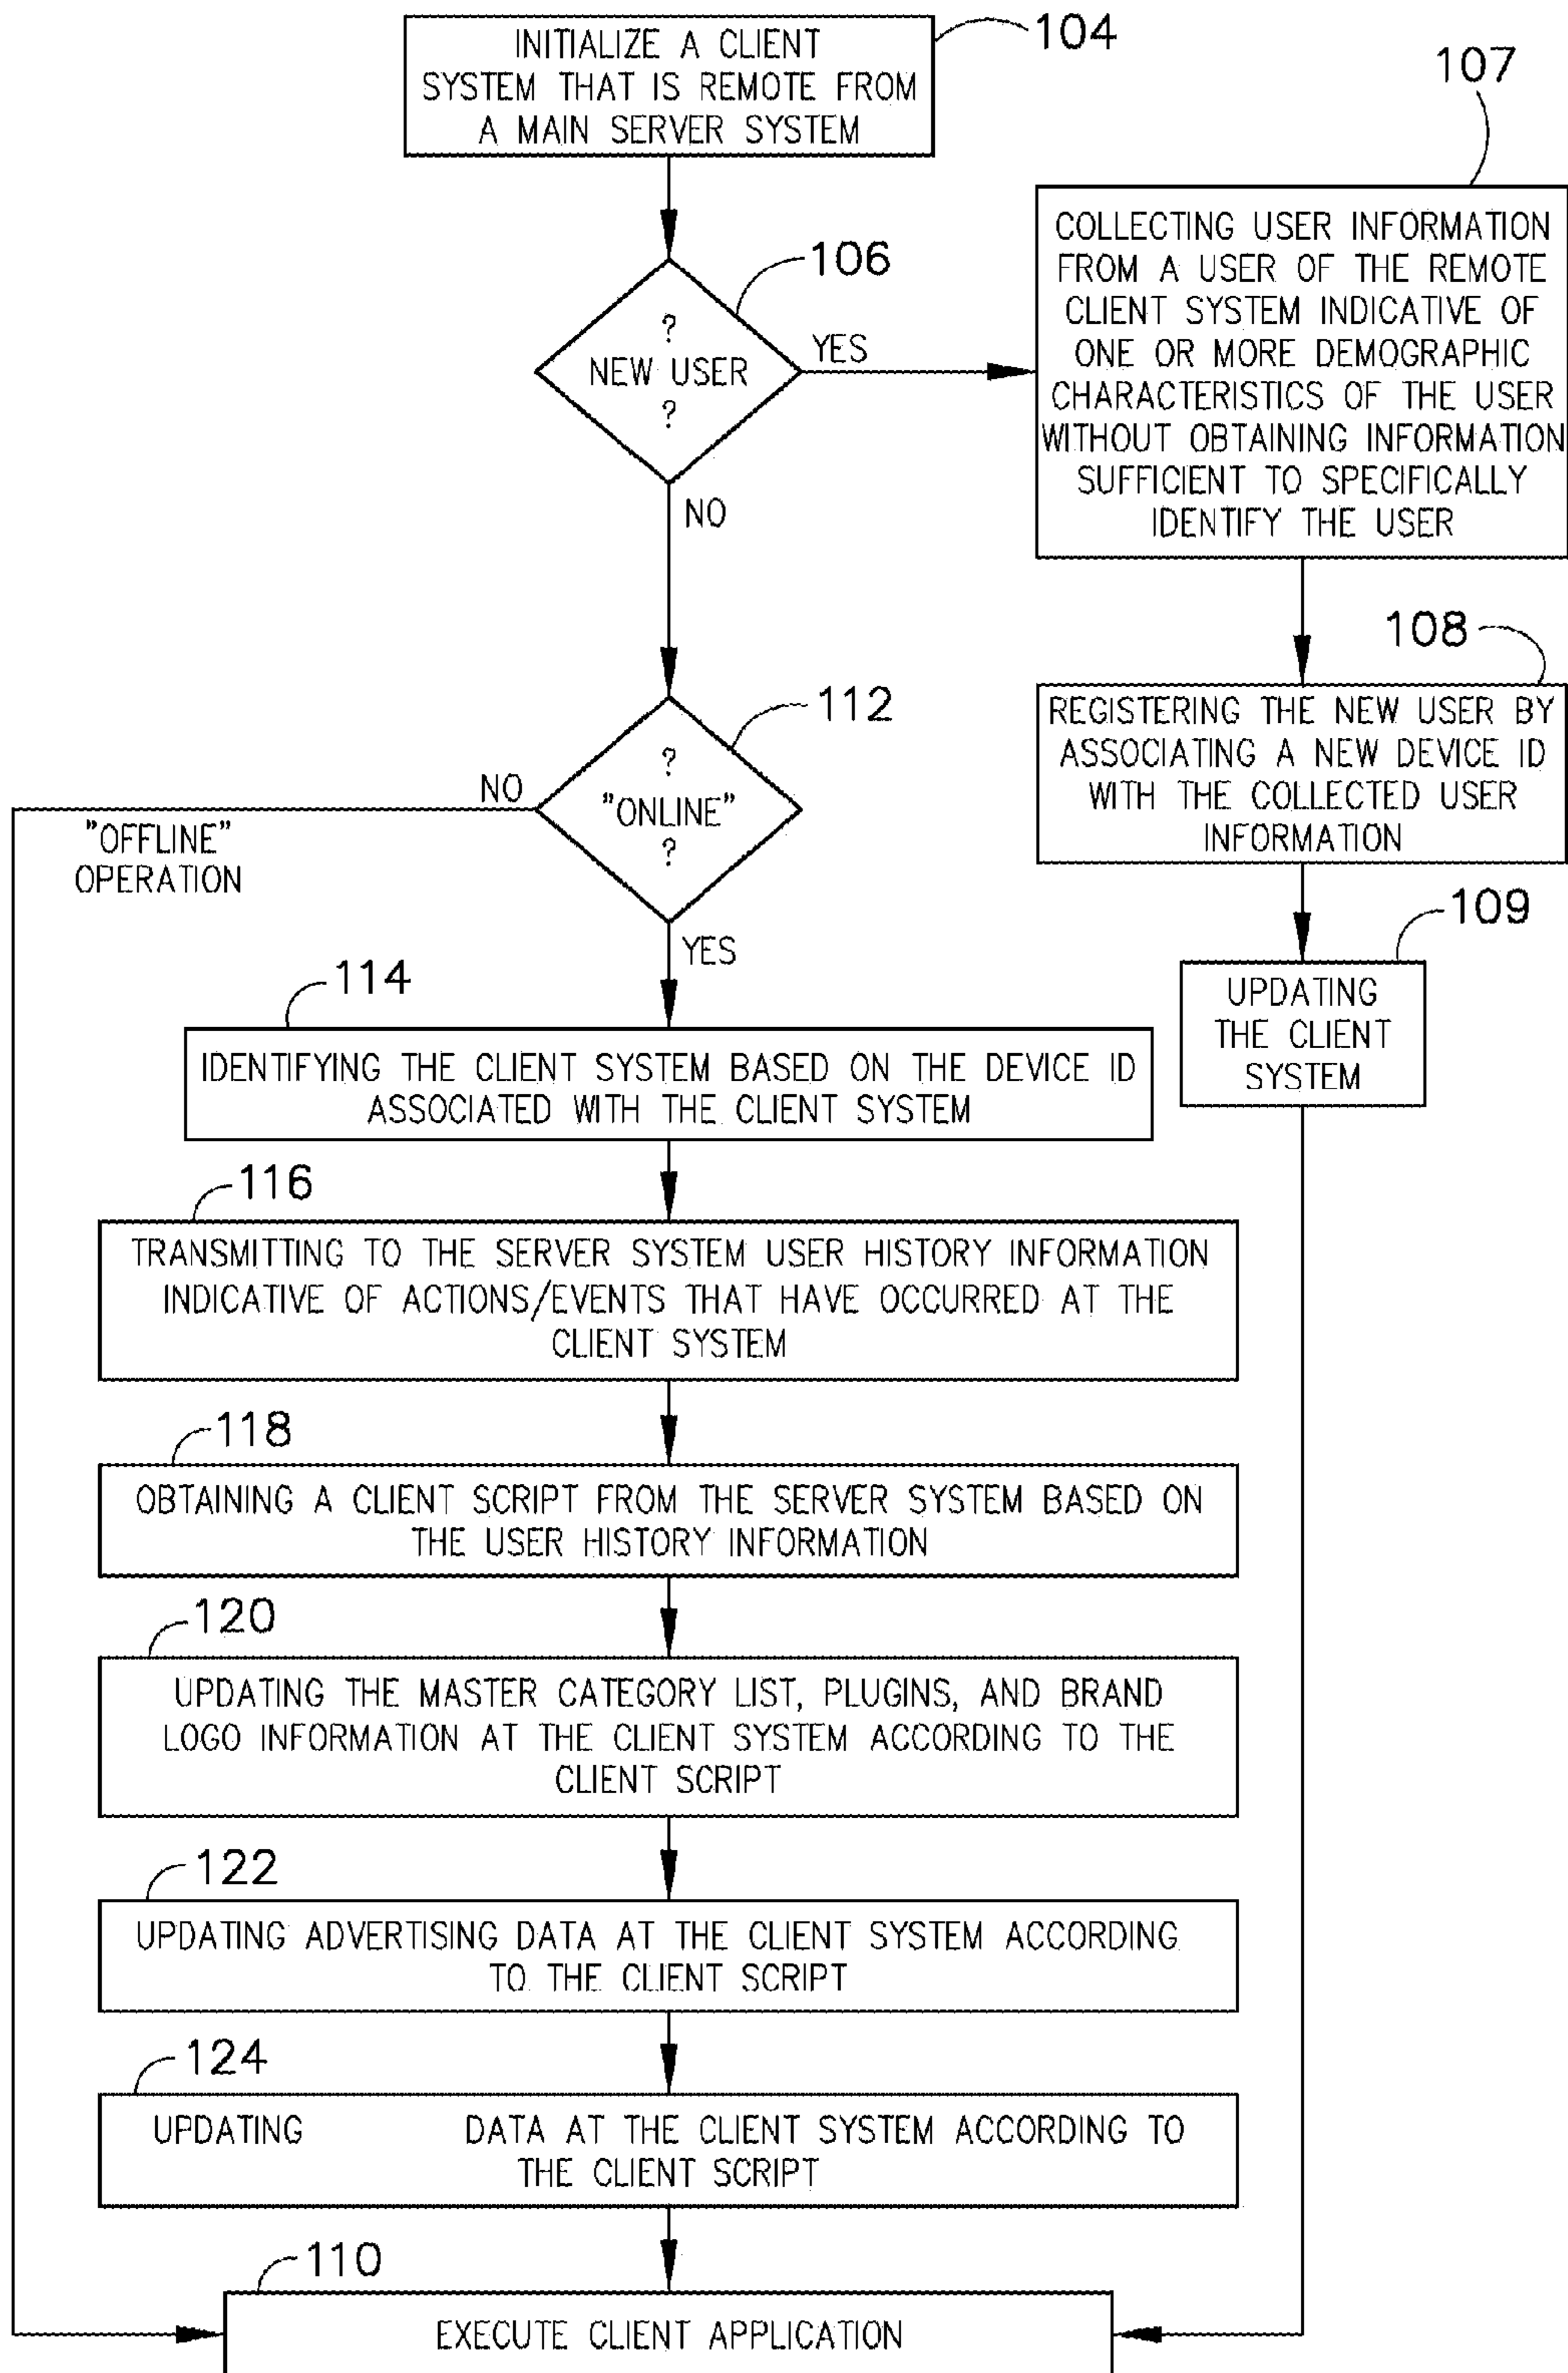 104
INITIALIZE A CLIENT
SYSTEM THAT IS REMOTE FROM
A MAIN SERVER SYSTEM
106
?
NEW USER
?
YES
NO
107
COLLECTING USER INFORMATION
FROM A USER OF THE REMOTE
CLIENT SYSTEM INDICATIVE OF
ONE OR MORE DEMOGRAPHIC
CHARACTERISTICS OF THE USER
WITHOUT OBTAINING INFORMATION
SUFFICIENT TO SPECIFICALLY
IDENTIFY THE USER
108
REGISTERING THE NEW USER BY
ASSOCIATING A NEW DEVICE ID
WITH THE COLLECTED USER
INFORMATION
109
UPDATING
THE CLIENT
SYSTEM
112
?
"ONLINE"
?
NO
"OFFLINE"
OPERATION
YES
114
IDENTIFYING THE CLIENT SYSTEM BASED ON THE DEVICE ID
ASSOCIATED WITH THE CLIENT SYSTEM
116
TRANSMITTING TO THE SERVER SYSTEM USER HISTORY INFORMATION
INDICATIVE OF ACTIONS/EVENTS THAT HAVE OCCURRED AT THE
CLIENT SYSTEM
118
OBTAINING A CLIENT SCRIPT FROM THE SERVER SYSTEM BASED ON
THE USER HISTORY INFORMATION
120
UPDATING THE MASTER CATEGORY LIST, PLUGINS, AND BRAND
LOGO INFORMATION AT THE CLIENT SYSTEM ACCORDING TO THE
CLIENT SCRIPT
122
UPDATING ADVERTISING DATA AT THE CLIENT SYSTEM ACCORDING
TO THE CLIENT SCRIPT
124
UPDATING DATA AT THE CLIENT SYSTEM ACCORDING TO
THE CLIENT SCRIPT
110
EXECUTE CLIENT APPLICATION